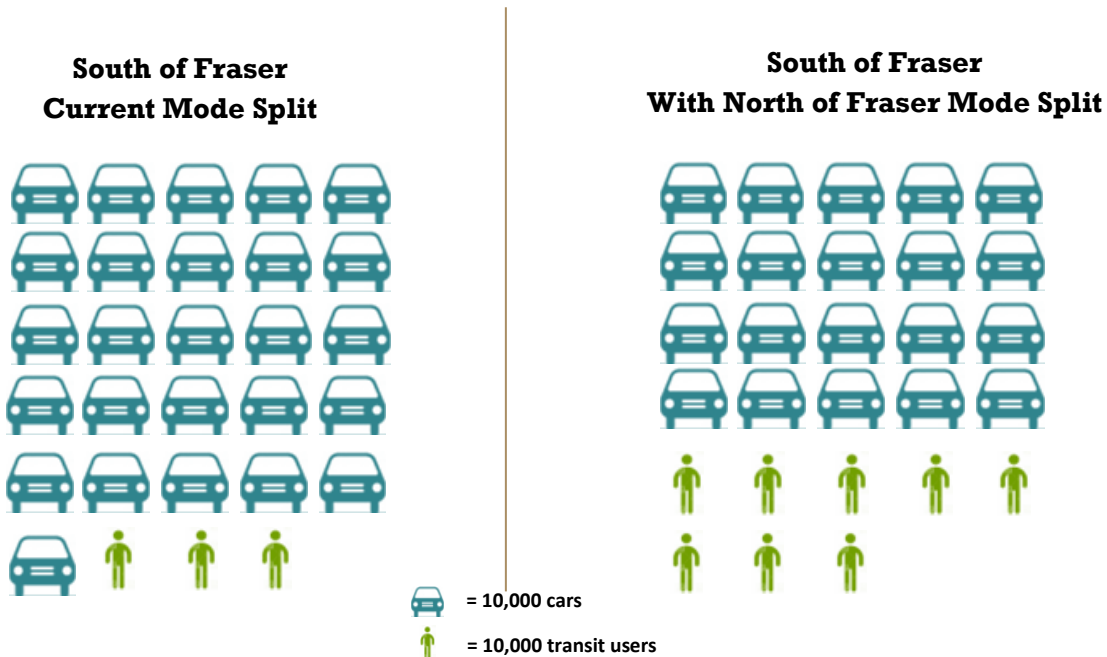 South of Fraser
Current Mode Split
South of Fraser
With North of Fraser Mode Split
= 10,000 cars
= 10,000 transit users